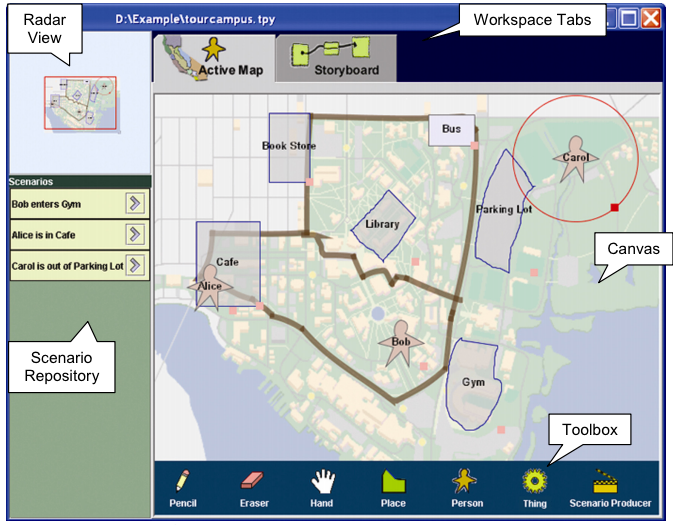 Radar
View
D:\Example\tourcampus.tpy
Workspace Tabs
Active Map
Storyboard
Scenarios
Bob enters Gym
Alice is in Cafe
Carol is out of Parking Lot
Scenario
Repository
Book Store
Bus
Carol
Parking Lot
Library
Cafe
Alice
Canvas
Bob
Gym
Toolbox
Pencil
Eraser
Hand
Place
Person
Thing
Scenario Producer